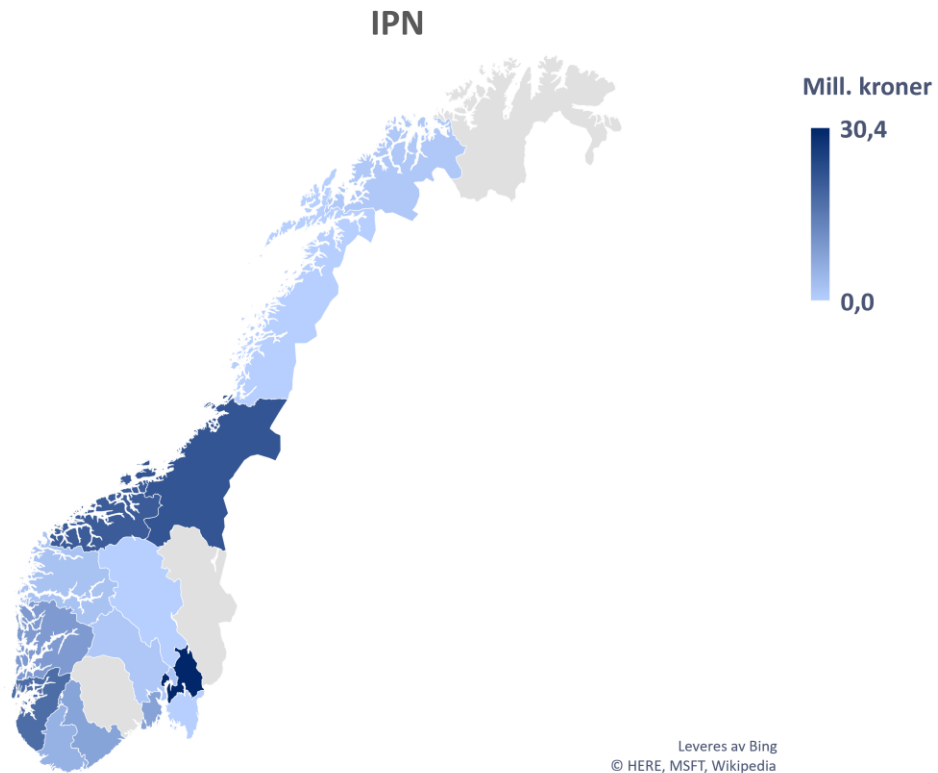 IPN
Mill. kroner
30,4
0,0
Leveres av Bing
© HERE, MSFT, Wikipedia